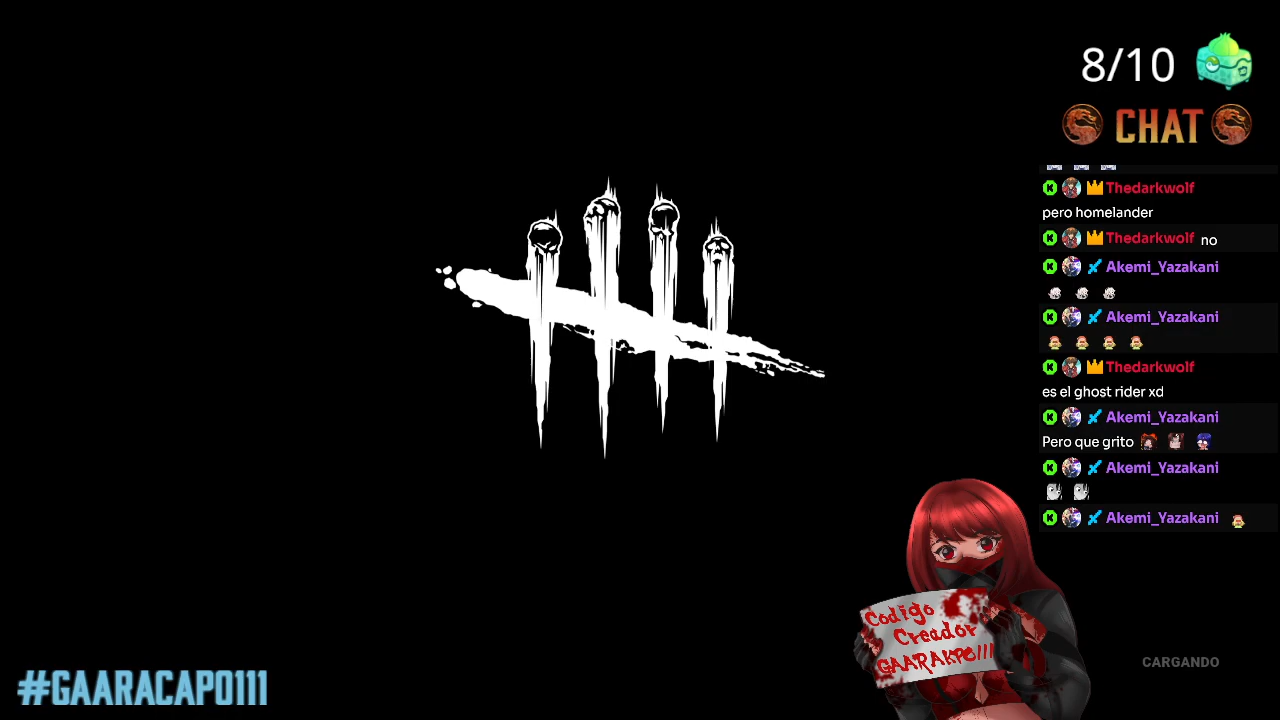 8/10
CHAT
Thedarkwolf
pero homelander
Thedarkwolf no
Akemi_Yazakani
Akemi_Yazakani
Thedarkwolf
es el ghost rider xd
Akemi_Yazakani
Pero que grito
Akemi_Yazakani
Akemi_Yazakani
Codigo
Creador
GAARAKPO111
CARGANDO
#GAARACAPO111